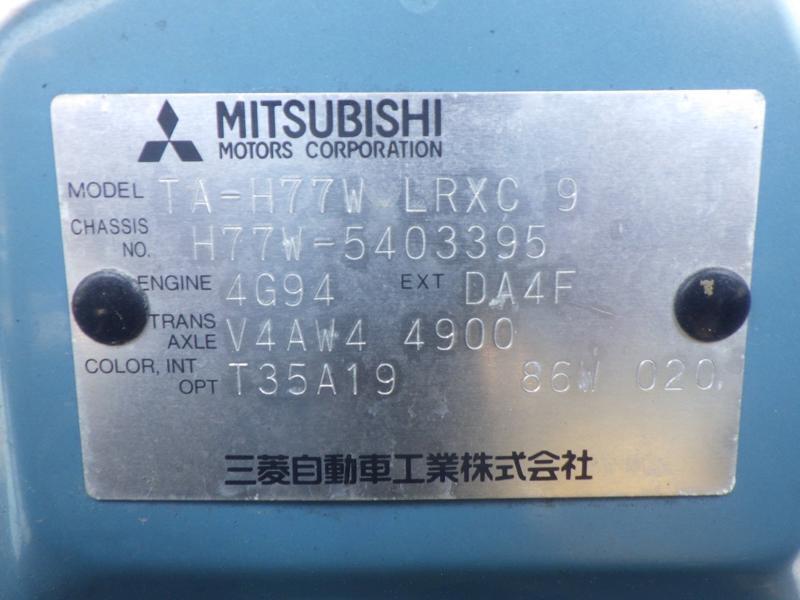 MITSUBISHI
MOTORS CORPORATION
MODEL TA-H77W LRXC 9
CHASSIS NO. H77W-5403395
ENGINE 4G94 EXT DA4F
TRANS AXLE V4AW4 4900
COLOR, INT OPT T35A19 86W 020
三菱自動車工業株式会社